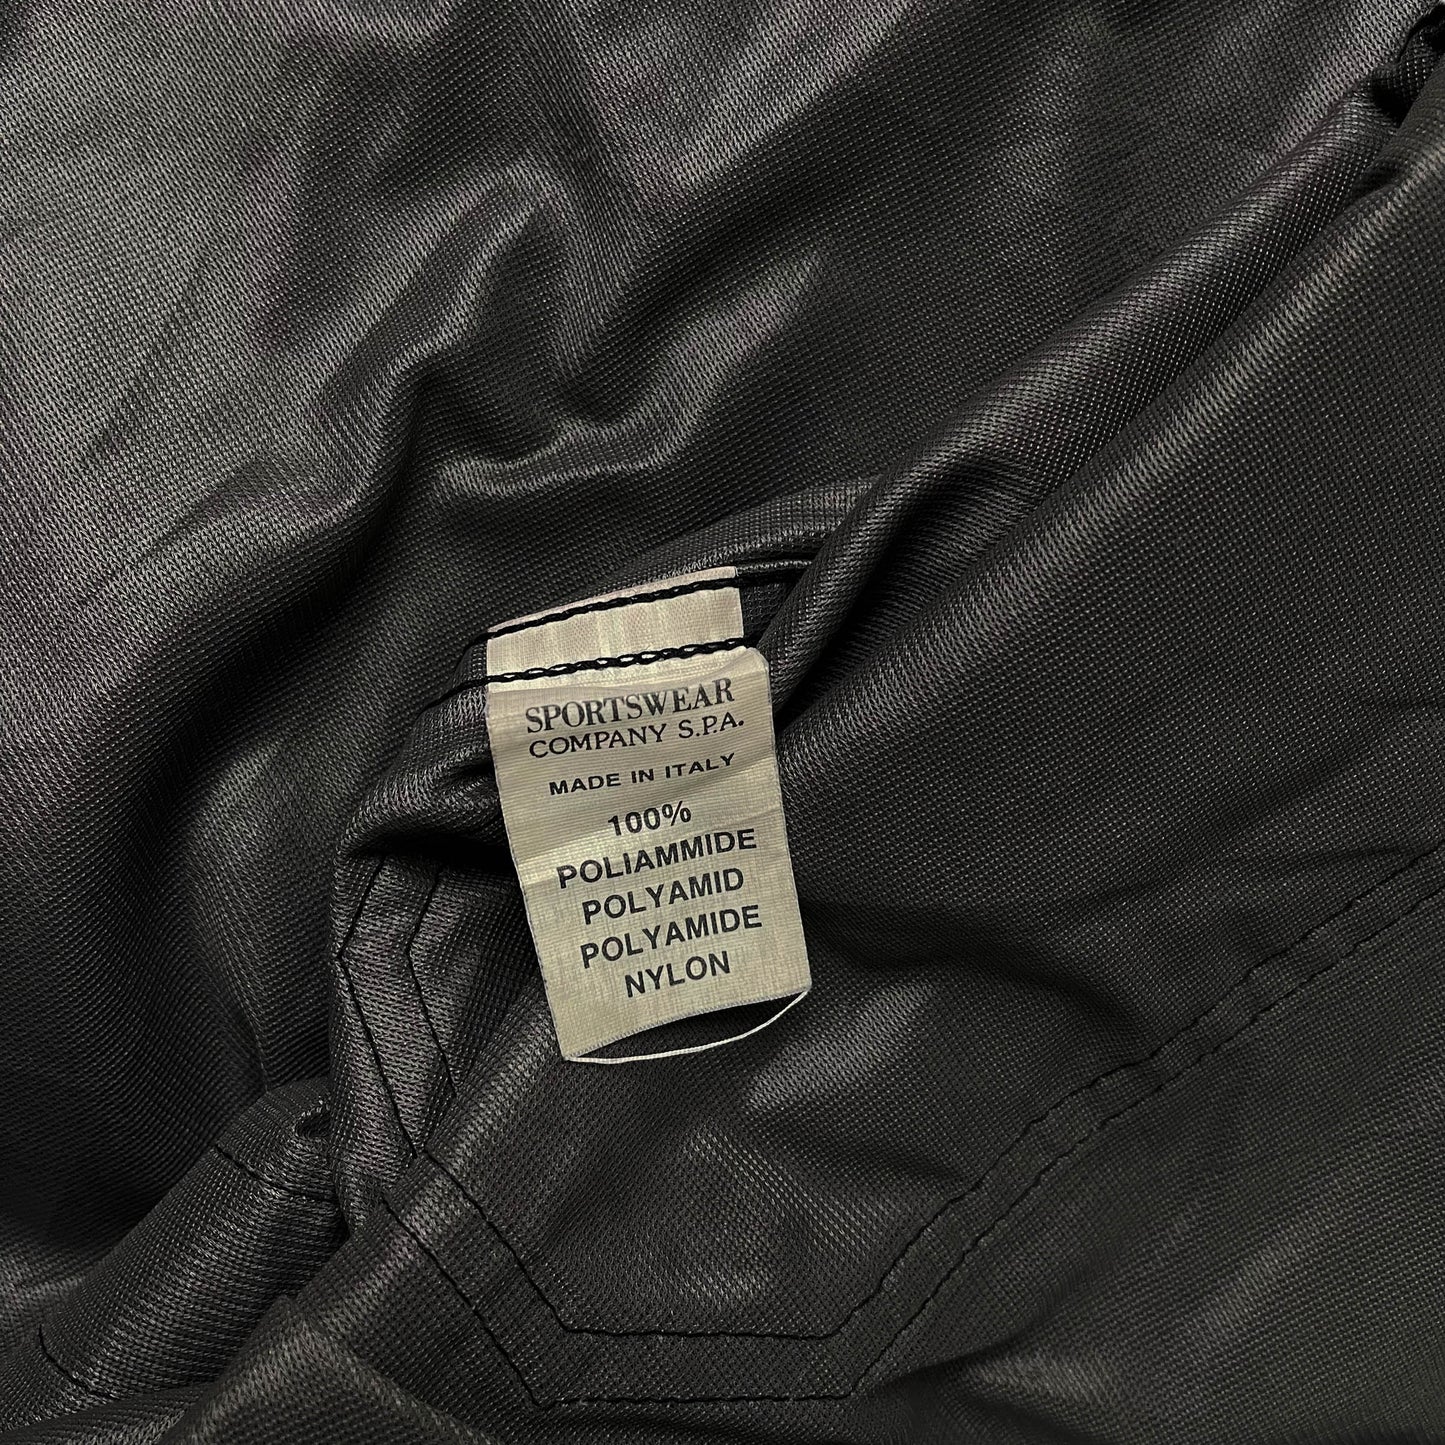 SPORTSWEAR
COMPANY S.P.A.
MADE IN ITALY
100%
POLIAMMIDE
POLYAMID
POLYAMIDE
NYLON